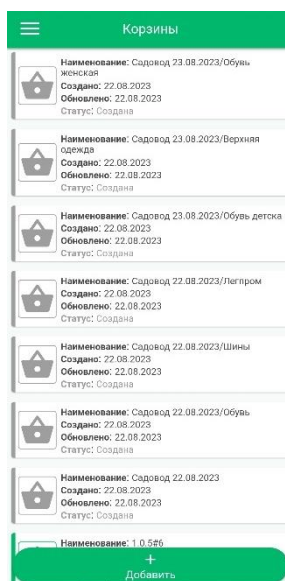 Корзины
Наименование: Садовод 23.08.2023/Обувь
женская
Создано: 22.08.2023
Обновлено: 22.08.2023
Статус: Создана
Наименование: Садовод 23.08.2023/Верхняя
одежда
Создано: 22.08.2023
Обновлено: 22.08.2023
Статус: Создана
Наименование: Садовод 23.08.2023/Обувь детска
Создано: 22.08.2023
Обновлено: 22.08.2023
Статус: Создана
Наименование: Садовод 22.08.2023/Легпром
Создано: 22.08.2023
Обновлено: 22.08.2023
Статус: Создана
Наименование: Садовод 22.08.2023/Шины
Создано: 22.08.2023
Обновлено: 22.08.2023
Статус: Создана
Наименование: Садовод 22.08.2023/Обувь
Создано: 22.08.2023
Обновлено: 22.08.2023
Статус: Создана
Наименование: Садовод 22.08.2023
Создано: 22.08.2023
Обновлено: 22.08.2023
Статус: Создана
Наименование: 1.0.5#6
+
Добавить